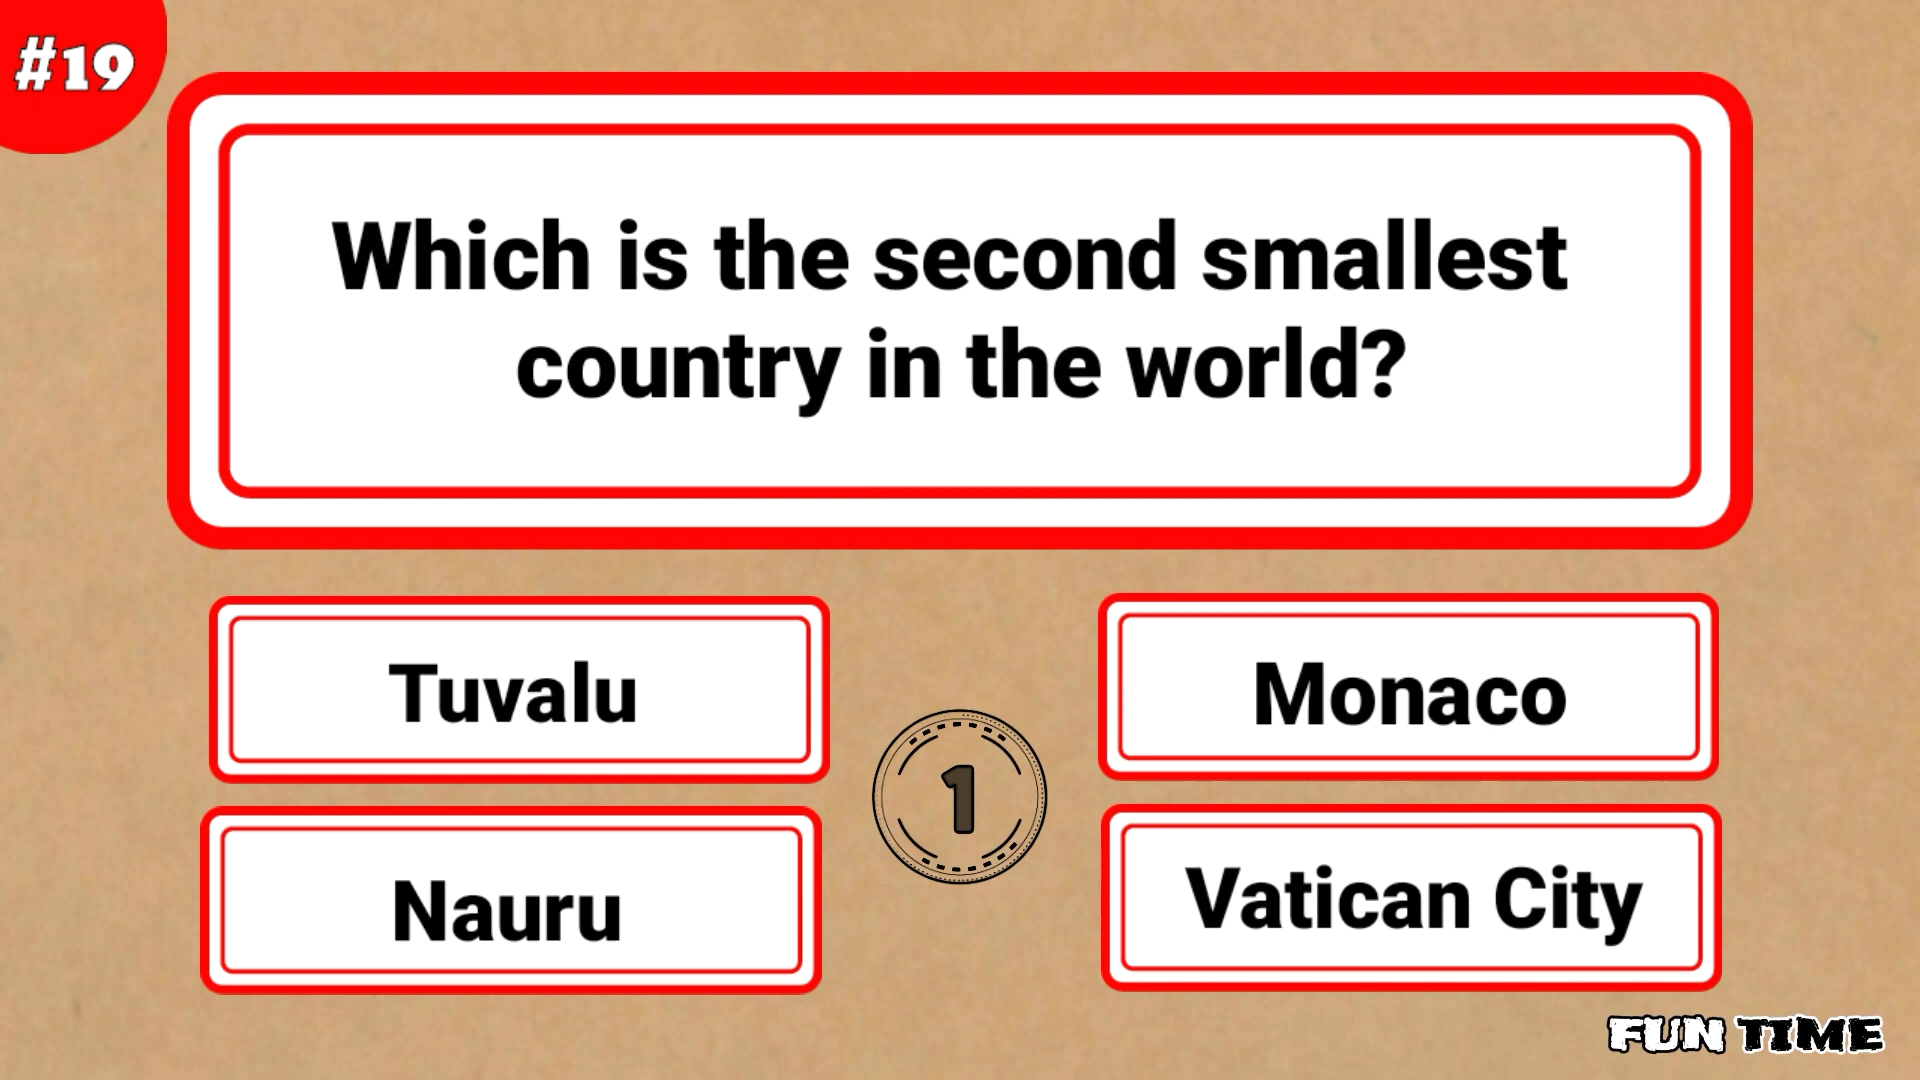 #19
Which is the second smallest
country in the world?
Tuvalu
Monaco
1
Nauru
Vatican City
FUN TIME